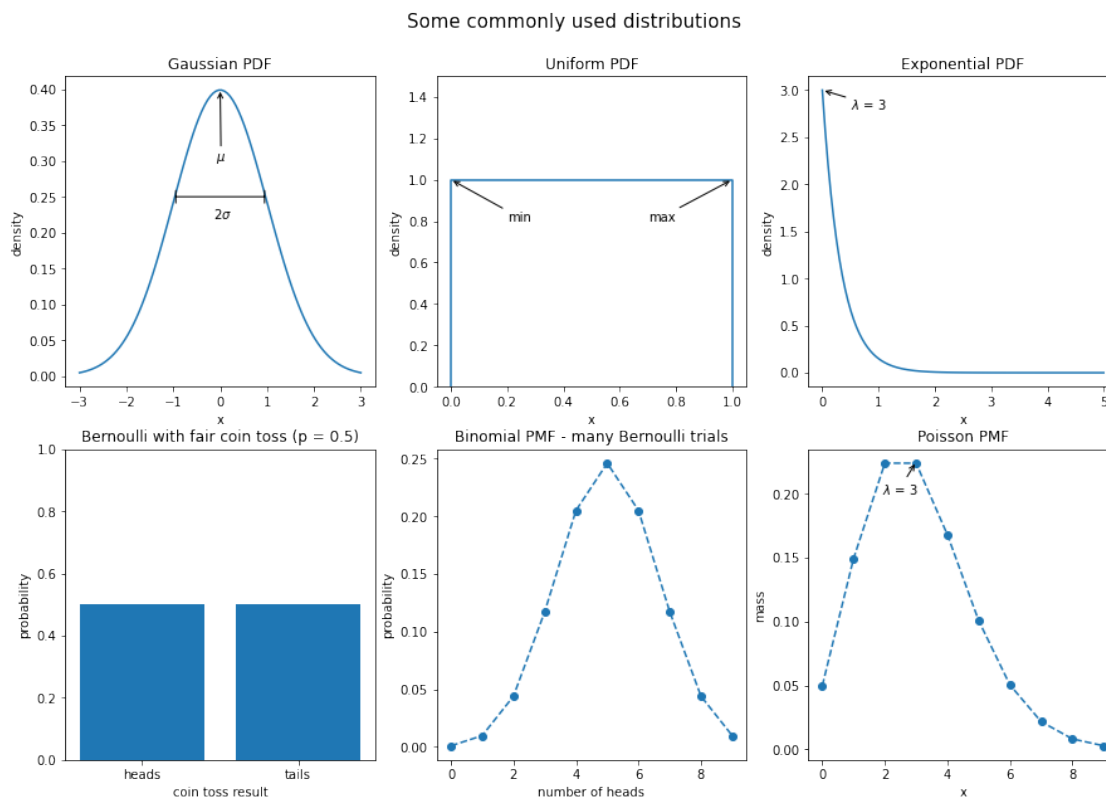 Some commonly used distributions
Gaussian PDF
0.40
0.35
0.30
0.25
0.20
0.15
0.10
0.05
0.00
density
μ
2σ
−3
−2
−1
0
1
2
3
x
Uniform PDF
1.4
1.2
1.0
0.8
0.6
0.4
0.2
0.0
density
min
max
0.0
0.2
0.4
0.6
0.8
1.0
x
Exponential PDF
3.0
2.5
2.0
1.5
1.0
0.5
0.0
density
λ = 3
0
1
2
3
4
5
x
Bernoulli with fair coin toss (p = 0.5)
1.0
0.8
0.6
0.4
0.2
0.0
probability
heads
tails
coin toss result
Binomial PMF - many Bernoulli trials
0.25
0.20
0.15
0.10
0.05
0.00
probability
0
2
4
6
8
number of heads
Poisson PMF
0.20
0.15
0.10
0.05
0.00
mass
λ = 3
0
2
4
6
8
x